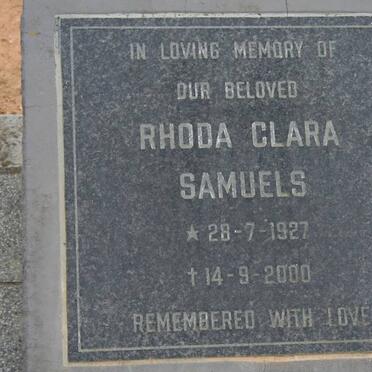 IN LOVING MEMORY OF
OUR BELOVED
RHODA CLARA
SAMUELS
★ 28-7-1927
† 14-9-2000
REMEMBERED WITH LOVE